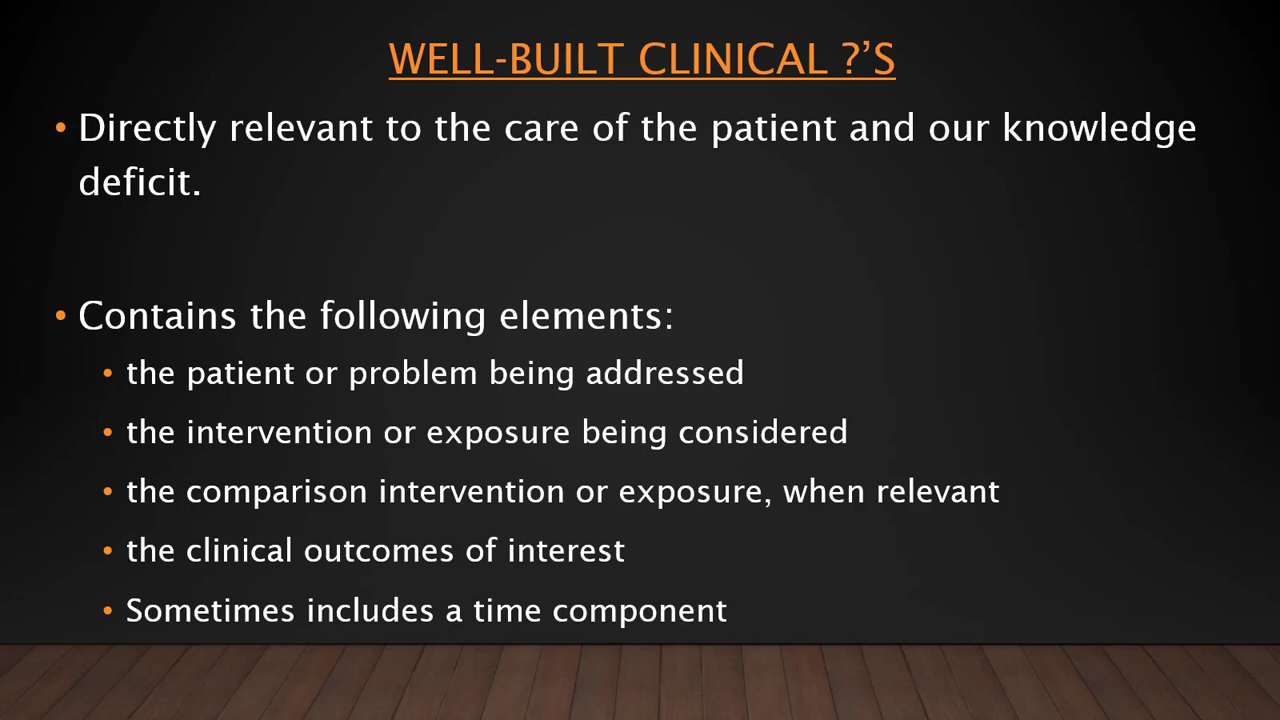 WELL-BUILT CLINICAL ?’S
• Directly relevant to the care of the patient and our knowledge
deficit.
• Contains the following elements:
• the patient or problem being addressed
• the intervention or exposure being considered
• the comparison intervention or exposure, when relevant
• the clinical outcomes of interest
• Sometimes includes a time component